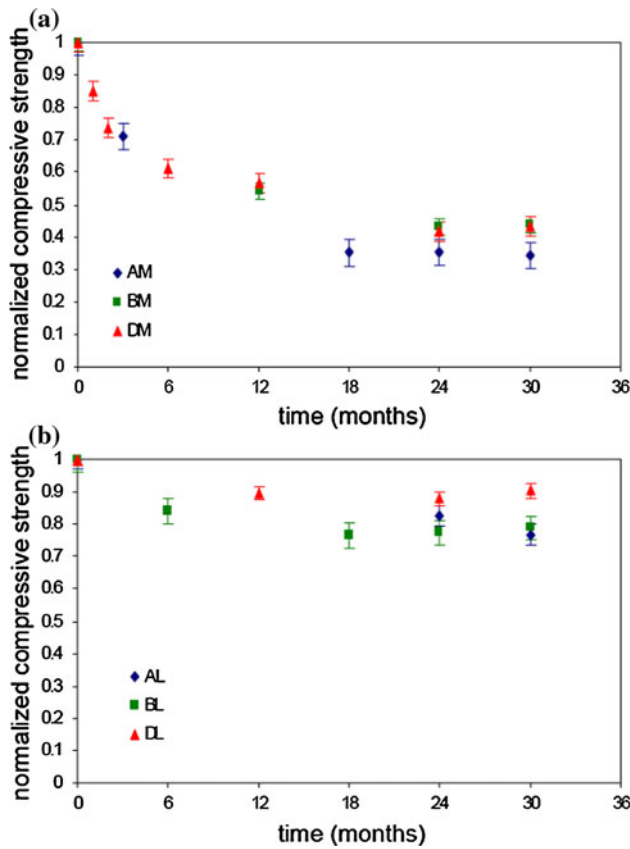 (a)
normalized compressive strength
1
0.9
0.8
0.7
0.6
0.5
0.4
0.3
0.2
0.1
0
AM
BM
DM
0 6 12 18 24 30 36
time (months)
(b)
normalized compressive strength
1
0.9
0.8
0.7
0.6
0.5
0.4
0.3
0.2
0.1
0
AL
BL
DL
0 6 12 18 24 30 36
time (months)